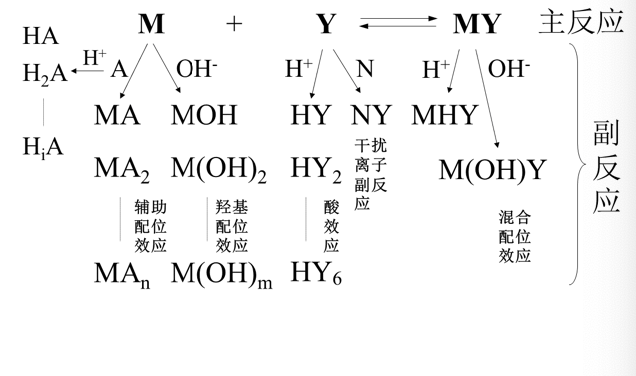 M + Y ⇌ MY 主反应
HA
H₂A H⁺ A OH⁻ H⁺ N H⁺ OH⁻
HᵢA
MA MOH HY NY MHY
MA₂ M(OH)₂ HY₂ M(OH)Y
辅助
配位
效应
羟基
配位
效应
酸
效
应
干扰
离子
副反
应
混合
配位
效应
MAₙ M(OH)ₘ HY₆
副
反
应